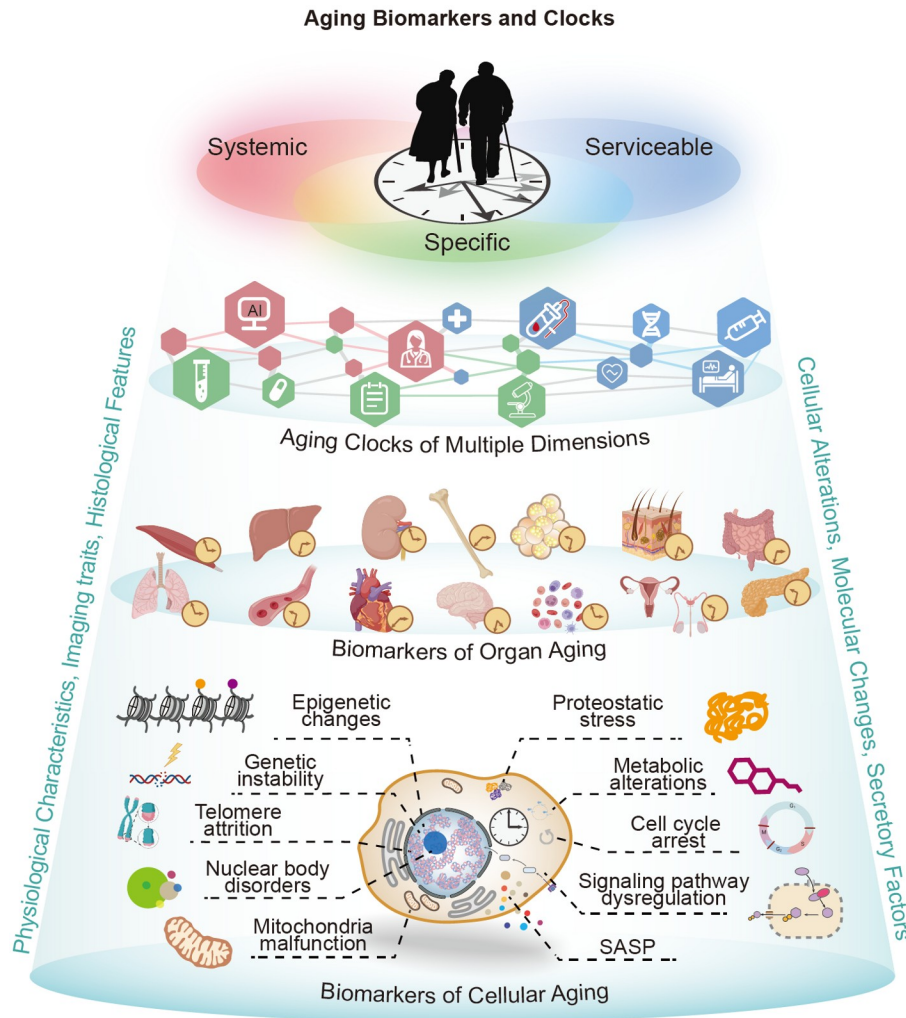 Aging Biomarkers and Clocks
Systemic
Serviceable
Specific
AI
Aging Clocks of Multiple Dimensions
Physiological Characteristics, Imaging traits, Histological Features
Cellular Alterations, Molecular Changes, Secretory Factors
Biomarkers of Organ Aging
Epigenetic
changes
Proteostatic
stress
Genetic
instability
Metabolic
alterations
Telomere
attrition
Cell cycle
arrest
Nuclear body
disorders
Signaling pathway
dysregulation
Mitochondria
malfunction
SASP
Biomarkers of Cellular Aging